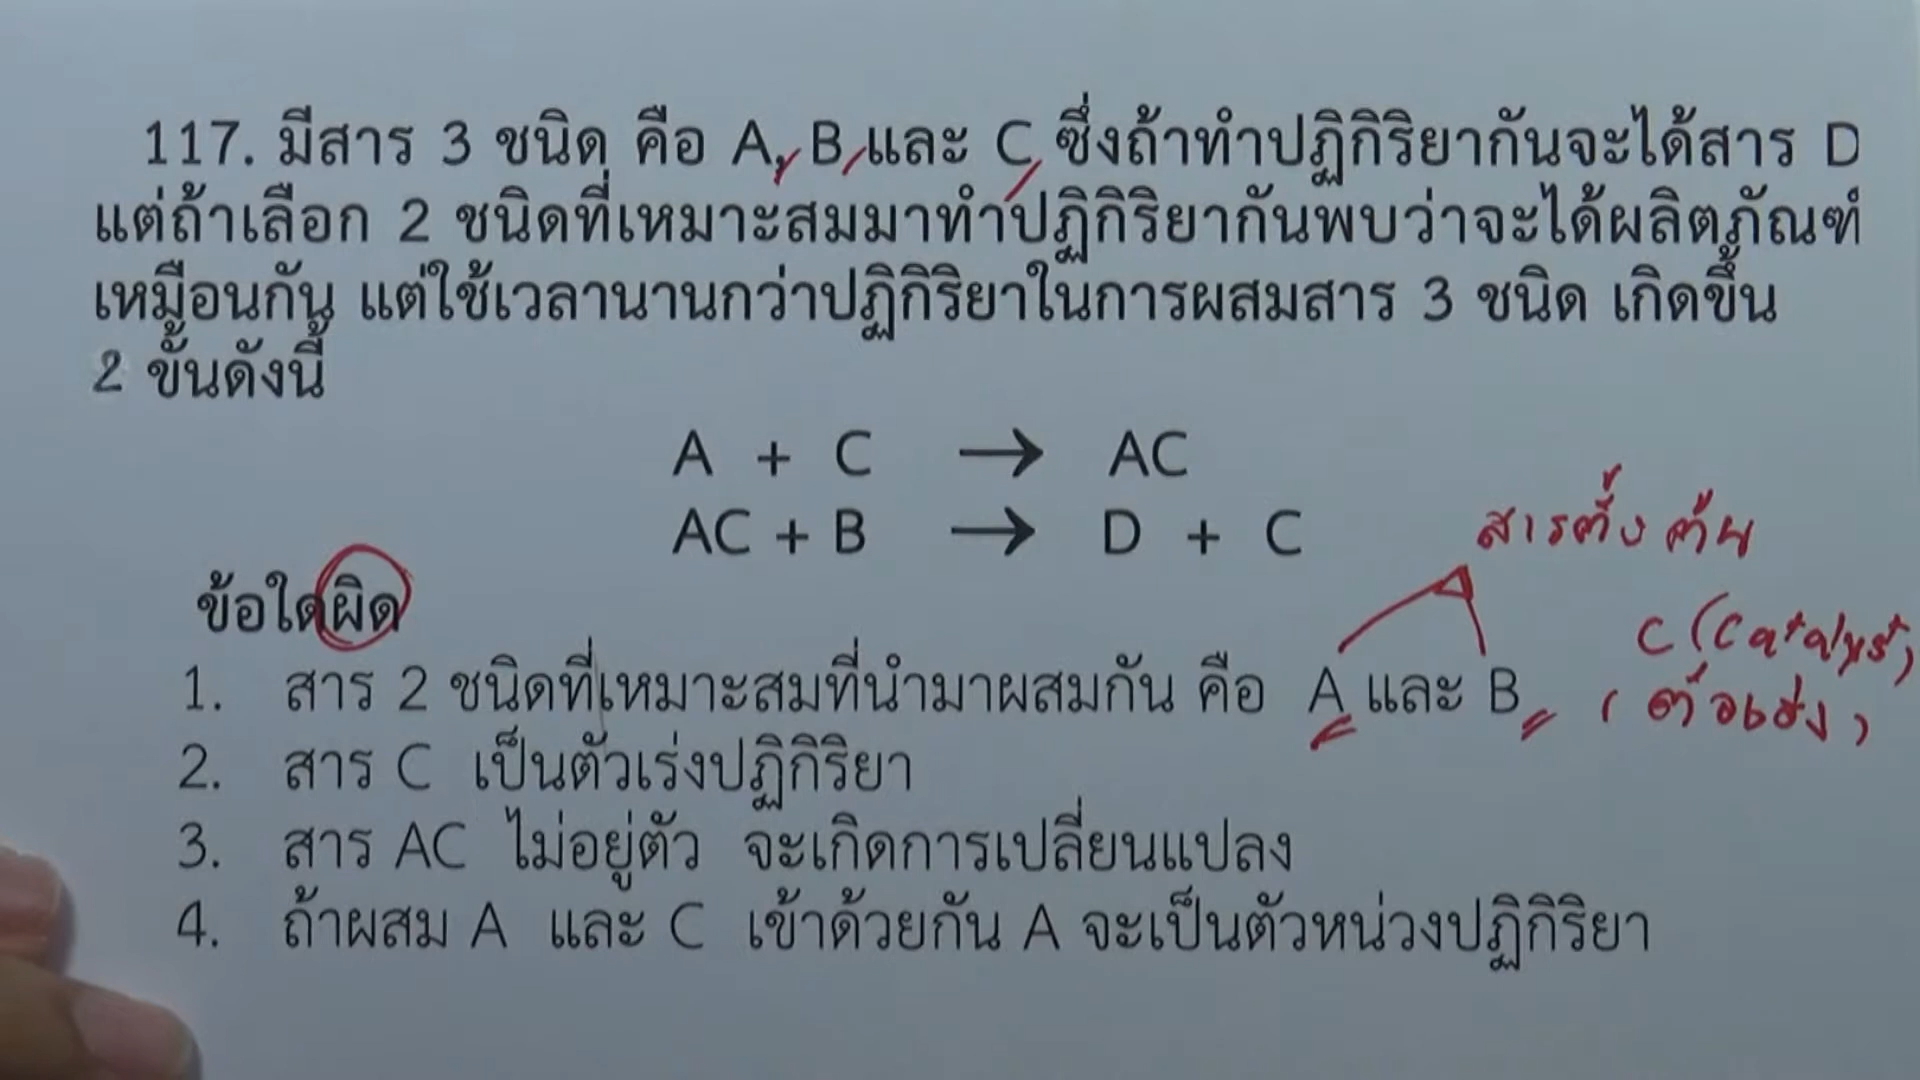 117. มีสาร 3 ชนิด คือ A, B และ C ซึ่งถ้าทำปฏิกิริยากันจะได้สาร D
แต่ถ้าเลือก 2 ชนิดที่เหมาะสมมาทำปฏิกิริยากันพบว่าจะได้ผลิตภัณฑ์
เหมือนกัน แต่ใช้เวลานานกว่าปฏิกิริยาในการผสมสาร 3 ชนิด เกิดขึ้น
2 ขั้นดังนี้
A + C → AC
AC + B → D + C
สารตั้งต้น
ข้อใดผิด
C (Catalyst)
1. สาร 2 ชนิดที่เหมาะสมที่นำมาผสมกัน คือ A และ B
(ตัวเร่ง)
2. สาร C เป็นตัวเร่งปฏิกิริยา
3. สาร AC ไม่อยู่ตัว จะเกิดการเปลี่ยนแปลง
4. ถ้าผสม A และ C เข้าด้วยกัน A จะเป็นตัวหน่วงปฏิกิริยา